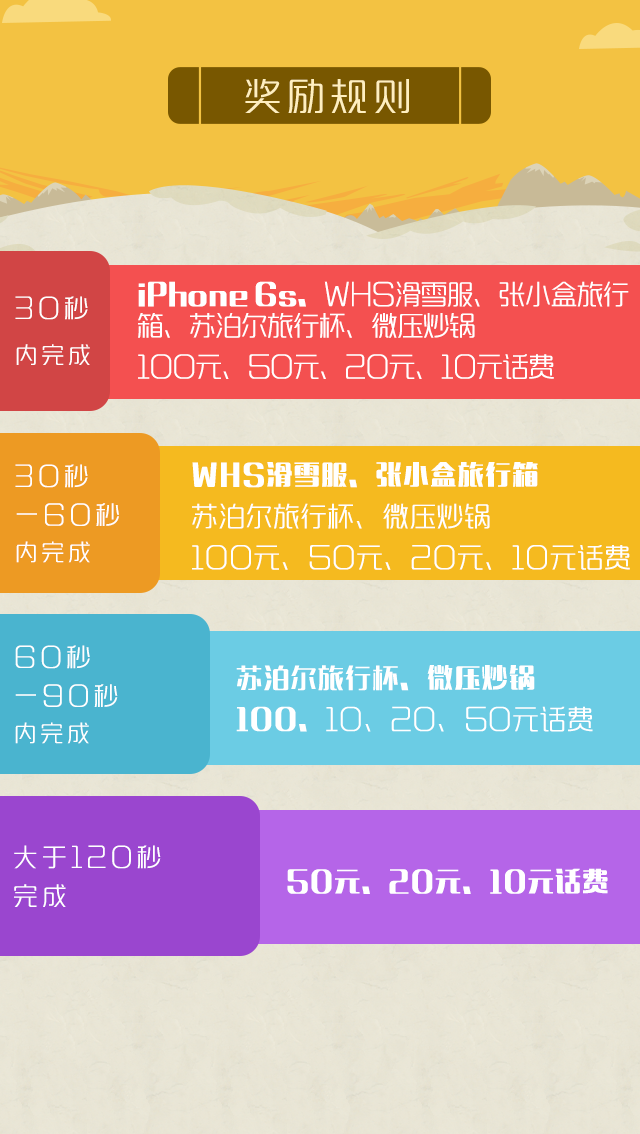 奖励规则
30秒
内完成
iPhone 6s、WHS滑雪服、张小盒旅行
箱、苏泊尔旅行杯、微压炒锅
100元、50元、20元、10元话费
30秒
－60秒
内完成
WHS滑雪服、张小盒旅行箱
苏泊尔旅行杯、微压炒锅
100元、50元、20元、10元话费
60秒
－90秒
内完成
苏泊尔旅行杯、微压炒锅
100、10、20、50元话费
大于120秒
完成
50元、20元、10元话费